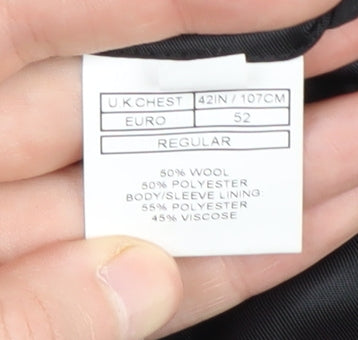 U.K.CHEST 42IN / 107CM
EURO 52
REGULAR
50% WOOL
50% POLYESTER
BODY/SLEEVE LINING:
55% POLYESTER
45% VISCOSE